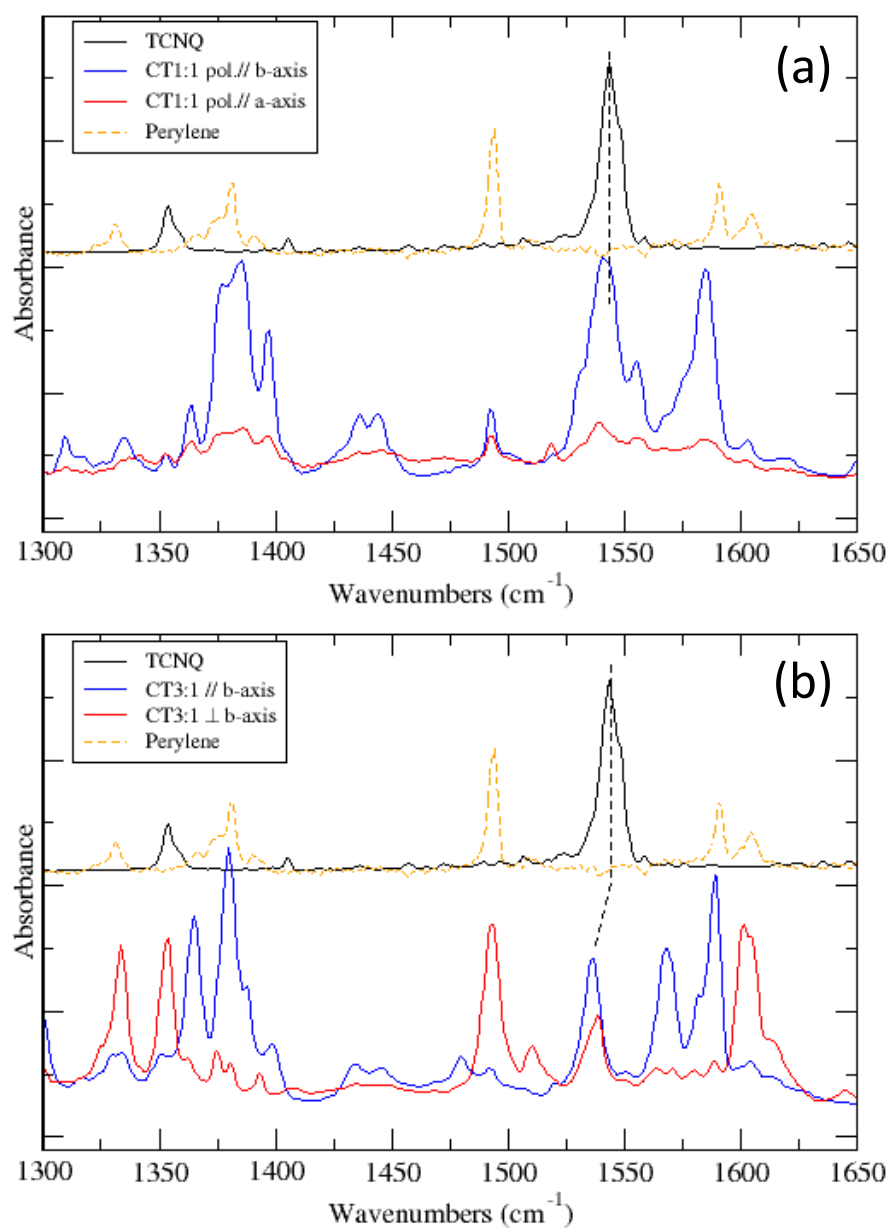 (a)
TCNQ
CT1:1 pol.// b-axis
CT1:1 pol.// a-axis
Perylene
Absorbance
1300 1350 1400 1450 1500 1550 1600 1650
Wavenumbers (cm⁻¹)
(b)
TCNQ
CT3:1 // b-axis
CT3:1 ⊥ b-axis
Perylene
Absorbance
1300 1350 1400 1450 1500 1550 1600 1650
Wavenumbers (cm⁻¹)